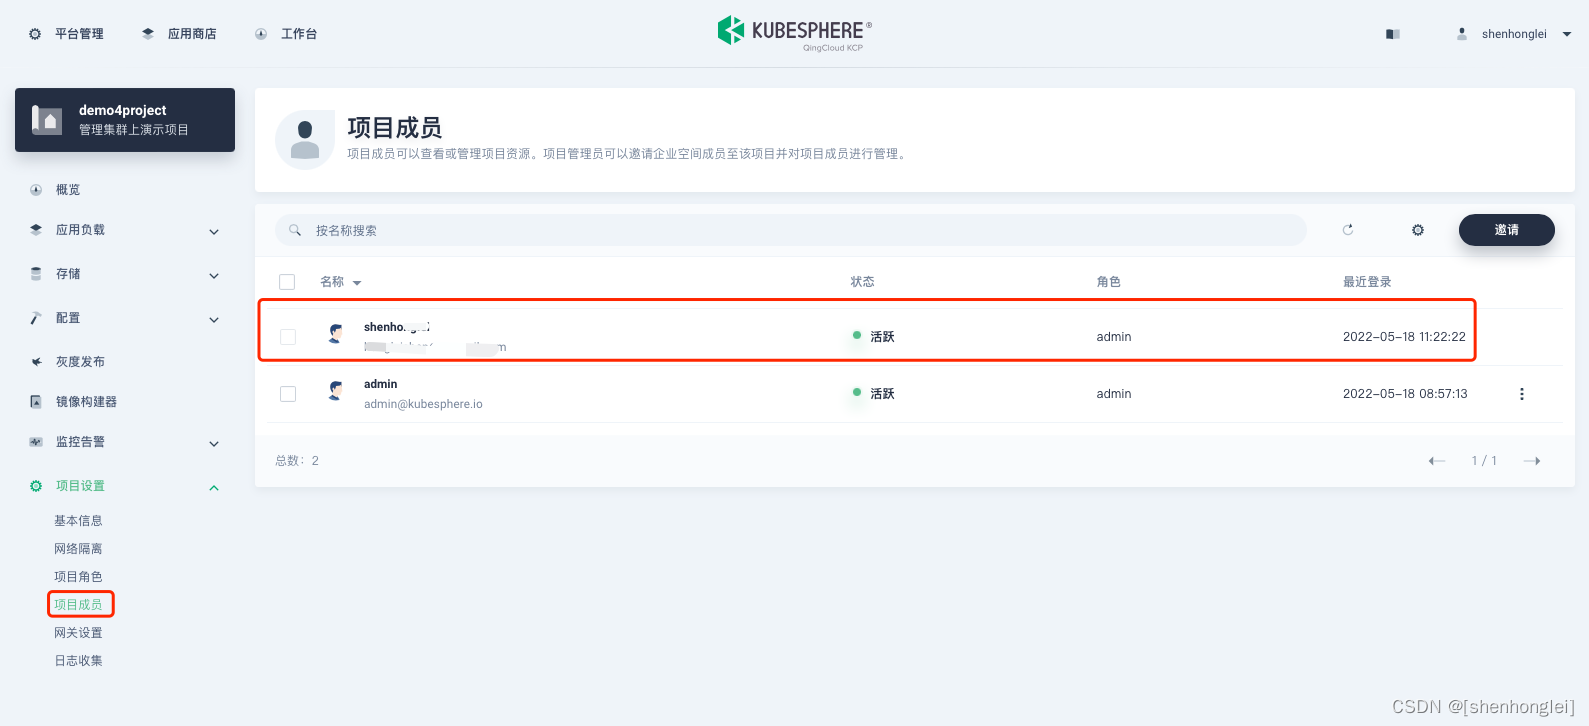 平台管理
应用商店
工作台
KUBESPHERE®
QingCloud KCP
shenhonglei
demo4project
管理集群上演示项目
概览
应用负载
存储
配置
灰度发布
镜像构建器
监控告警
项目设置
基本信息
网络隔离
项目角色
项目成员
网关设置
日志收集
项目成员
项目成员可以查看或管理项目资源。项目管理员可以邀请企业空间成员至该项目并对项目成员进行管理。
按名称搜索
邀请
名称 状态 角色 最近登录
活跃 admin 2022-05-18 11:22:22
admin
admin@kubesphere.io
活跃 admin 2022-05-18 08:57:13
总数：2
1 / 1
CSDN @[shenhonglei]